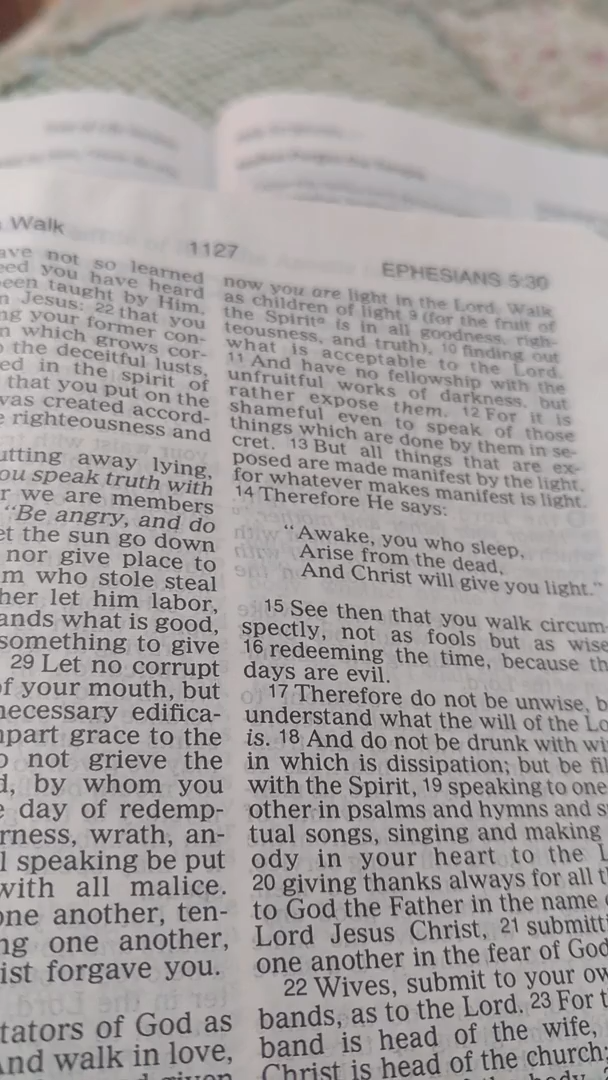 Walk
1127
EPHESIANS 5:30
ave not so learned
eed you have heard
een taught by Him,
n Jesus: 22 that you
ng your former con-
n which grows cor-
o the deceitful lusts,
ed in the spirit of
that you put on the
was created accord-
e righteousness and
utting away lying,
ou speak truth with
r we are members
"Be angry, and do
et the sun go down
nor give place to
m who stole steal
her let him labor,
ands what is good,
something to give
29 Let no corrupt
of your mouth, but
necessary edifica-
npart grace to the
o not grieve the
d, by whom you
e day of redemp-
rness, wrath, an-
l speaking be put
with all malice.
one another, ten-
ng one another,
ist forgave you.
tators of God as
And walk in love,
given
now you are light in the Lord. Walk
as children of light 9 (for the fruit of
the Spirit is in all goodness, righ-
teousness, and truth), 10 finding out
what is acceptable to the Lord.
11 And have no fellowship with the
unfruitful works of darkness, but
rather expose them. 12 For it is
shameful even to speak of those
things which are done by them in se-
cret. 13 But all things that are ex-
posed are made manifest by the light,
for whatever makes manifest is light.
14 Therefore He says:
"Awake, you who sleep,
Arise from the dead,
And Christ will give you light."
15 See then that you walk circum-
spectly, not as fools but as wise
16 redeeming the time, because th
days are evil.
17 Therefore do not be unwise, b
understand what the will of the Lo
is. 18 And do not be drunk with wi
in which is dissipation; but be fil
with the Spirit, 19 speaking to one
other in psalms and hymns and s
tual songs, singing and making
ody in your heart to the L
20 giving thanks always for all t
to God the Father in the name
Lord Jesus Christ, 21 submitti
one another in the fear of God
22 Wives, submit to your ow
bands, as to the Lord. 23 For t
band is head of the wife,
Christ is head of the church;
body